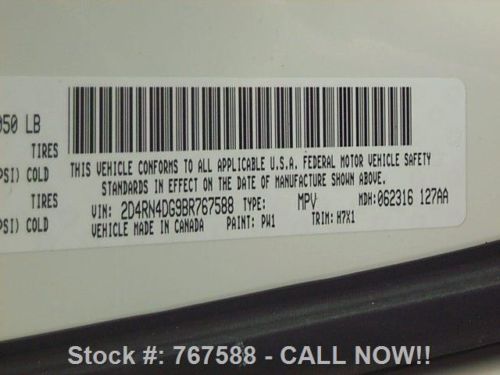 050 LB
TIRES
PSI) COLD
TIRES
PSI) COLD
THIS VEHICLE CONFORMS TO ALL APPLICABLE U.S.A. FEDERAL MOTOR VEHICLE SAFETY
STANDARDS IN EFFECT ON THE DATE OF MANUFACTURE SHOWN ABOVE.
VIN: 2D4RN4DG9BR767588 TYPE: MPV MDH:062316 127AA
VEHICLE MADE IN CANADA PAINT: PW1 TRIM: H7X1
Stock #: 767588 - CALL NOW!!